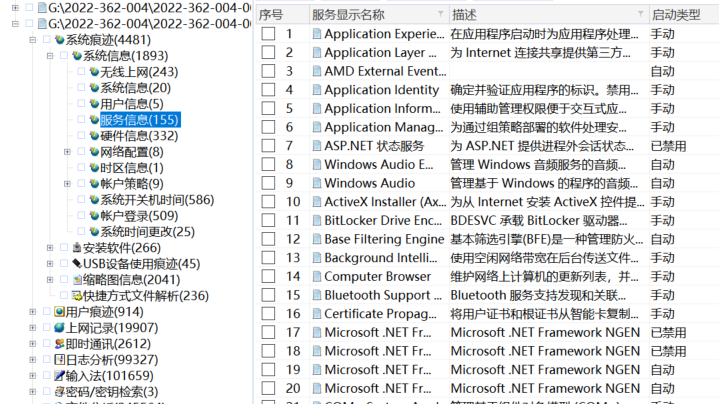 G:\2022-362-004\2022-362-004-0
G:\2022-362-004\2022-362-004-0
系统痕迹(4481)
系统信息(1893)
无线上网(243)
系统信息(20)
用户信息(5)
服务信息(155)
硬件信息(332)
网络配置(8)
时区信息(1)
帐户策略(9)
系统开关机时间(586)
帐户登录(509)
系统时间更改(25)
安装软件(266)
USB设备使用痕迹(45)
缩略图信息(2041)
快捷方式文件解析(236)
用户痕迹(914)
上网记录(19907)
即时通讯(2612)
日志分析(99327)
输入法(101659)
密码/密钥检索(3)
序号 服务显示名称 描述 启动类型
1 Application Experie... 在应用程序启动时为应用程序处理... 手动
2 Application Layer ... 为 Internet 连接共享提供第三方... 手动
3 AMD External Event... 自动
4 Application Identity 确定并验证应用程序的标识。禁用... 手动
5 Application Inform... 使用辅助管理权限便于交互式应... 手动
6 Application Manag... 为通过组策略部署的软件处理安... 手动
7 ASP.NET 状态服务 为 ASP.NET 提供进程外会话状态... 已禁用
8 Windows Audio E... 管理 Windows 音频服务的音频... 自动
9 Windows Audio 管理基于 Windows 的程序的音频... 自动
10 ActiveX Installer (Ax... 为从 Internet 安装 ActiveX 控件提... 手动
11 BitLocker Drive Enc... BDESVC 承载 BitLocker 驱动器... 手动
12 Base Filtering Engine 基本筛选引擎(BFE)是一种管理防火... 自动
13 Background Intelli... 使用空闲网络带宽在后台传送文件... 手动
14 Computer Browser 维护网络上计算机的更新列表，并... 手动
15 Bluetooth Support ... Bluetooth 服务支持发现和关联... 手动
16 Certificate Propag... 将用户证书和根证书从智能卡复制... 手动
17 Microsoft .NET Fr... Microsoft .NET Framework NGEN 已禁用
18 Microsoft .NET Fr... Microsoft .NET Framework NGEN 已禁用
19 Microsoft .NET Fr... Microsoft .NET Framework NGEN 自动
20 Microsoft .NET Fr... Microsoft .NET Framework NGEN 自动